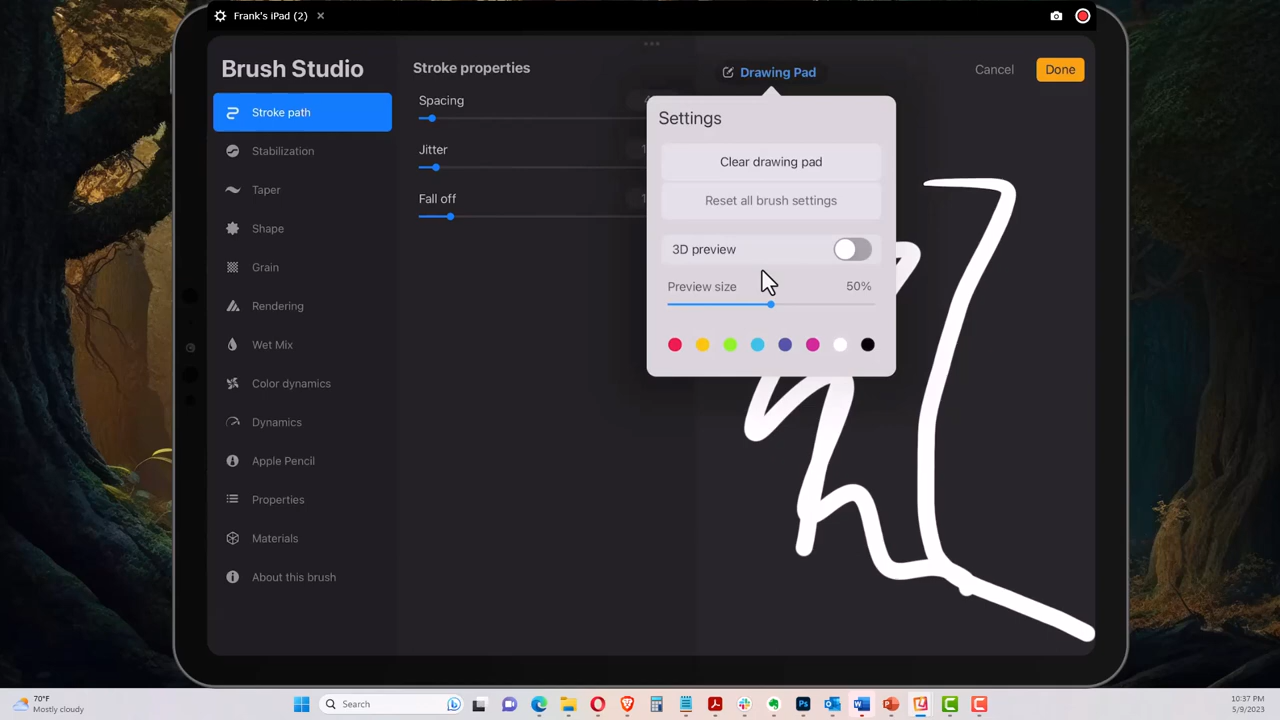 Frank's iPad (2)
Brush Studio
Stroke path
Stabilization
Taper
Shape
Grain
Rendering
Wet Mix
Color dynamics
Dynamics
Apple Pencil
Properties
Materials
About this brush
Stroke properties
Spacing
Jitter
Fall off
Drawing Pad
Cancel
Done
Settings
Clear drawing pad
Reset all brush settings
3D preview
Preview size 50%
70°F
Mostly cloudy
Search
10:37 PM
5/9/2023